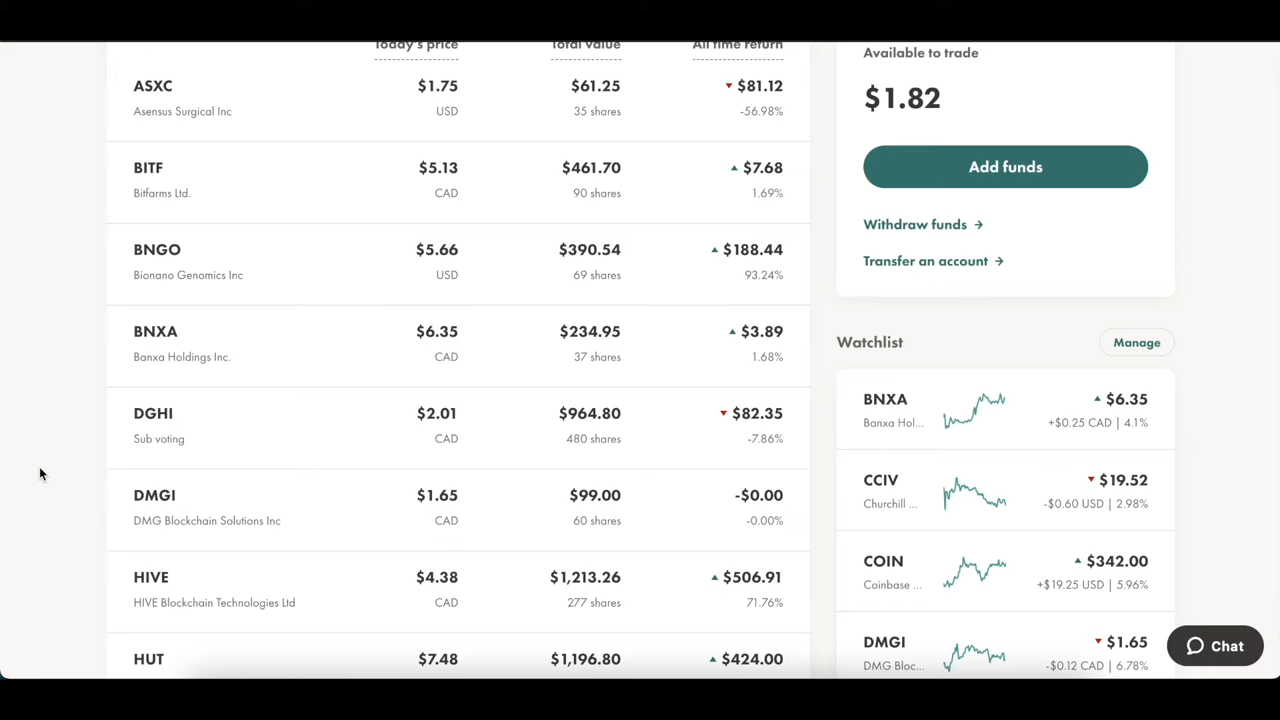 Today's price Total value All time return
ASXC $1.75 $61.25 $81.12
Asensus Surgical Inc USD 35 shares -56.98%
BITF $5.13 $461.70 $7.68
Bitfarms Ltd. CAD 90 shares 1.69%
BNGO $5.66 $390.54 $188.44
Bionano Genomics Inc USD 69 shares 93.24%
BNXA $6.35 $234.95 $3.89
Banxa Holdings Inc. CAD 37 shares 1.68%
DGHI $2.01 $964.80 $82.35
Sub voting CAD 480 shares -7.86%
DMGI $1.65 $99.00 -$0.00
DMG Blockchain Solutions Inc CAD 60 shares -0.00%
HIVE $4.38 $1,213.26 $506.91
HIVE Blockchain Technologies Ltd CAD 277 shares 71.76%
HUT $7.48 $1,196.80 $424.00
Available to trade
$1.82
Add funds
Withdraw funds →
Transfer an account →
Watchlist Manage
BNXA $6.35
Banxa Hol... +$0.25 CAD | 4.1%
CCIV $19.52
Churchill ... -$0.60 USD | 2.98%
COIN $342.00
Coinbase ... +$19.25 USD | 5.96%
DMGI $1.65
DMG Bloc... -$0.12 CAD | 6.78%
Chat